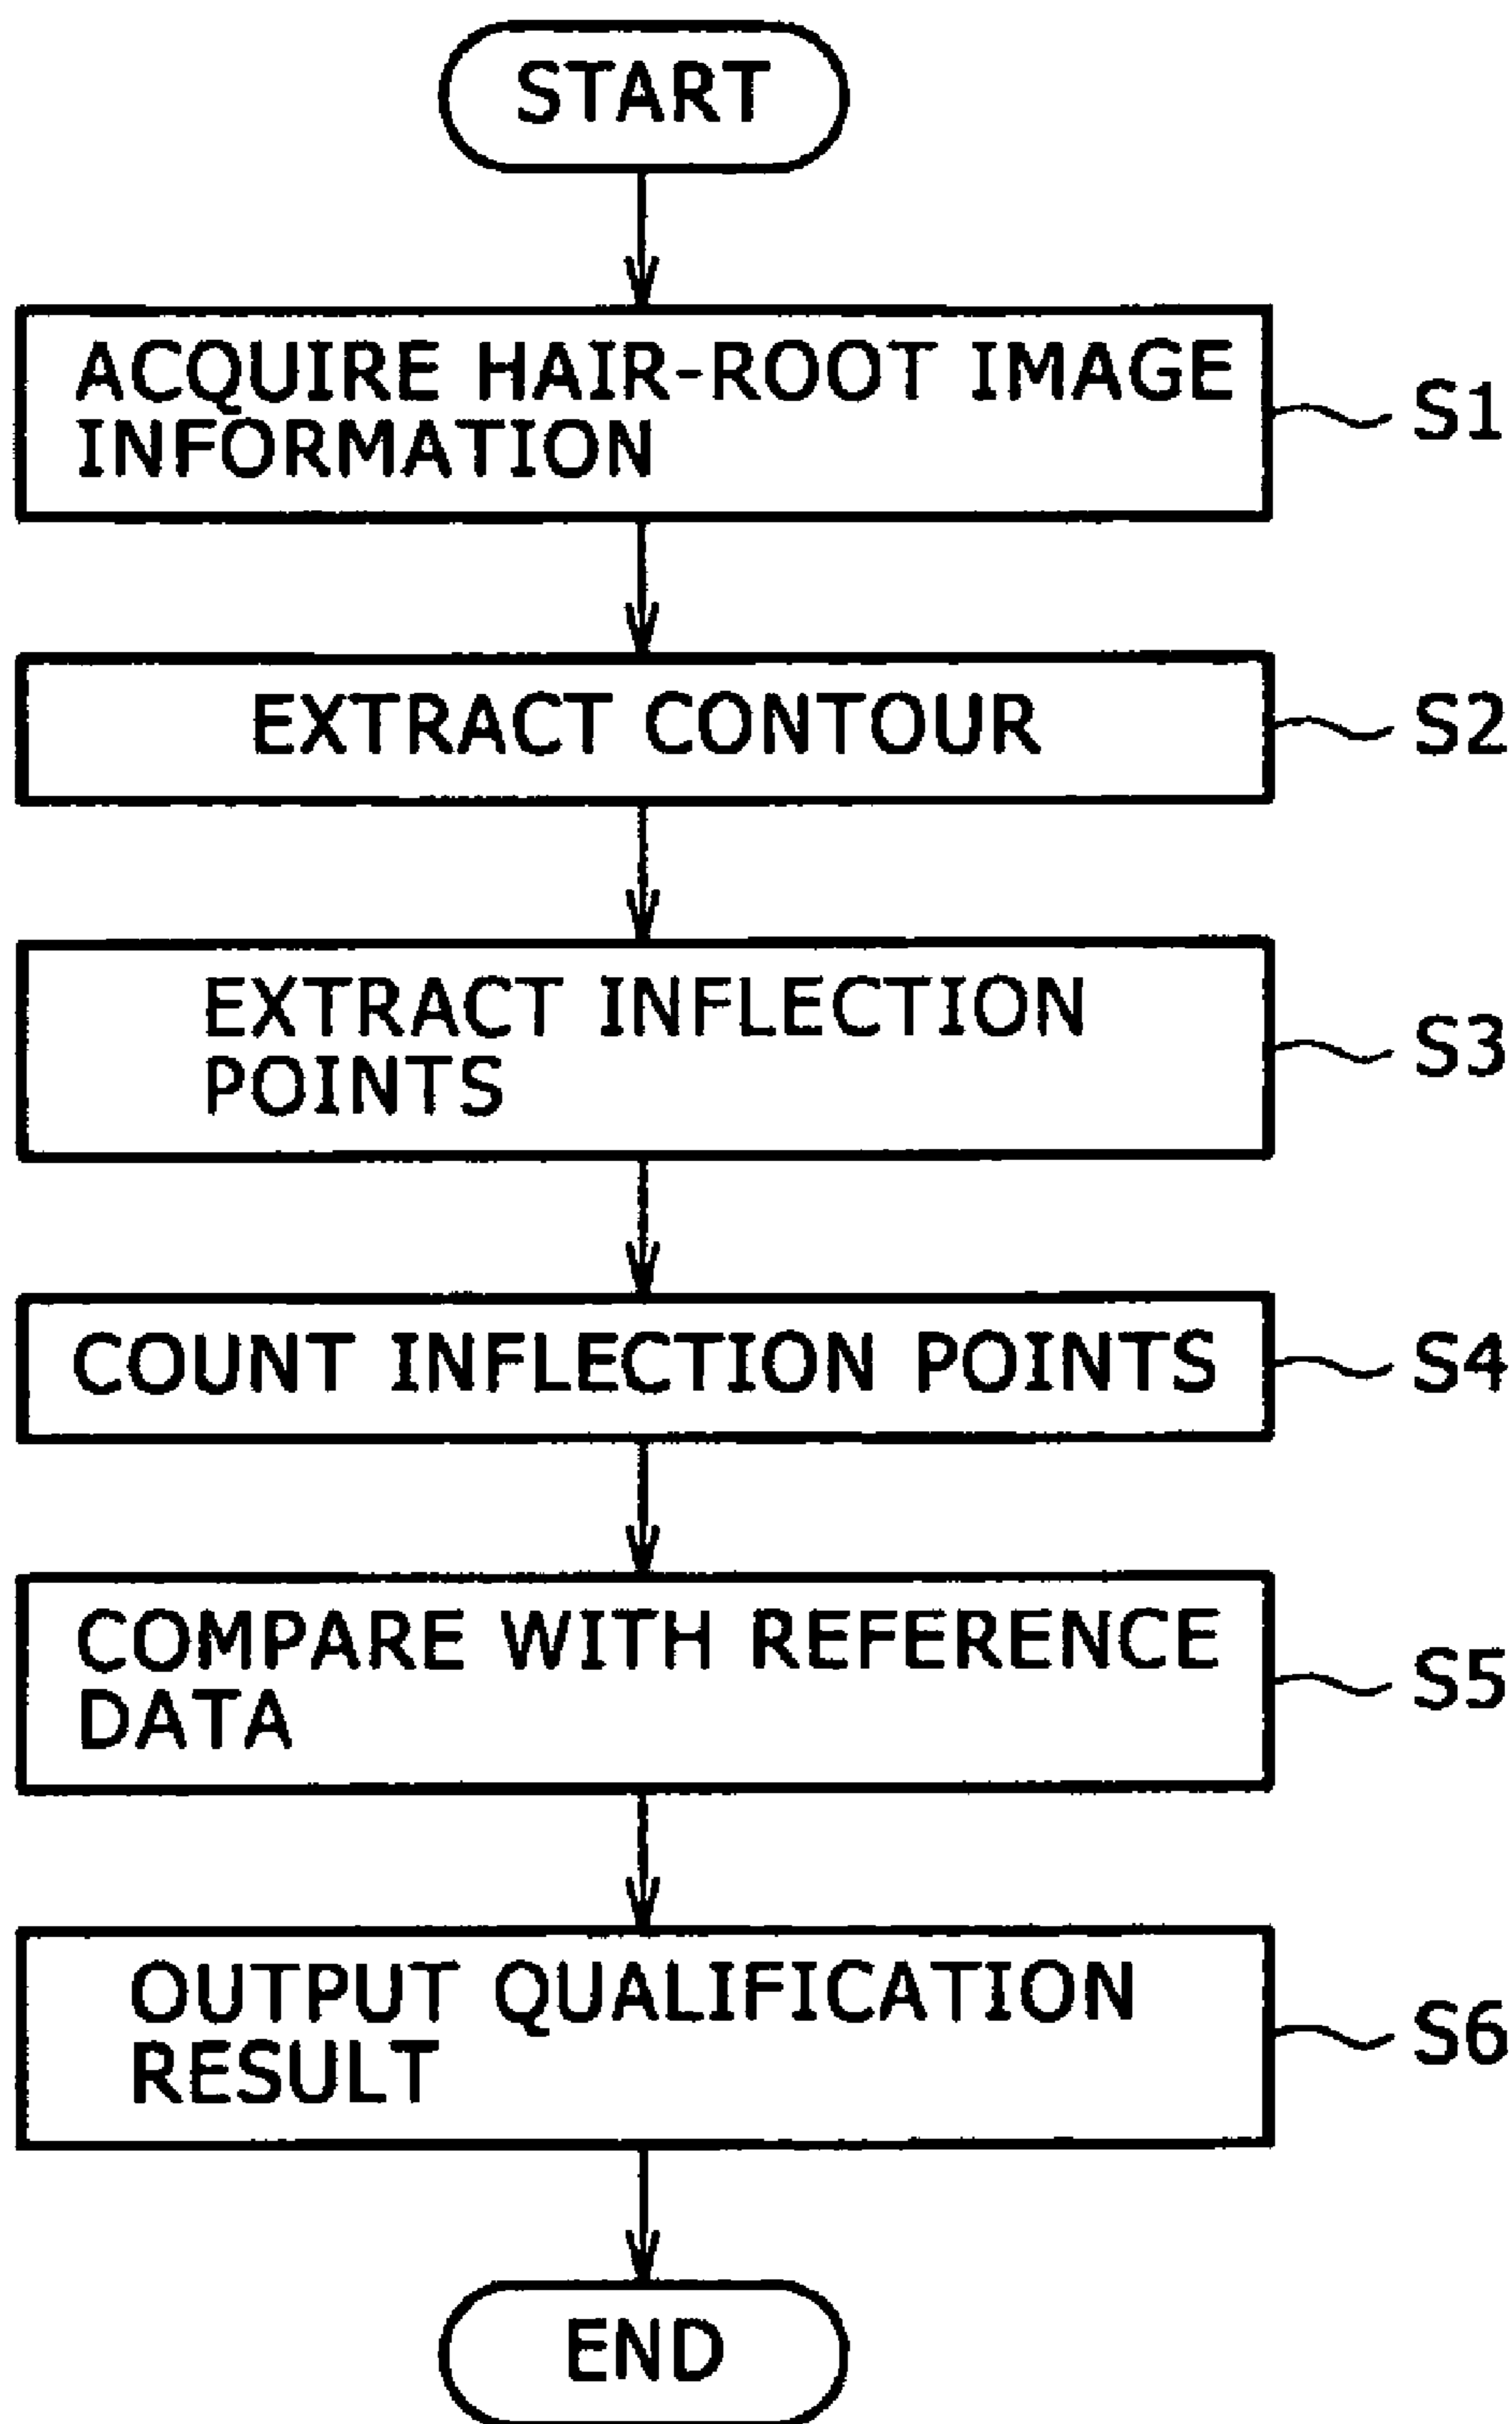 START
ACQUIRE HAIR-ROOT IMAGE
INFORMATION
S1
EXTRACT CONTOUR
S2
EXTRACT INFLECTION
POINTS
S3
COUNT INFLECTION POINTS
S4
COMPARE WITH REFERENCE
DATA
S5
OUTPUT QUALIFICATION
RESULT
S6
END